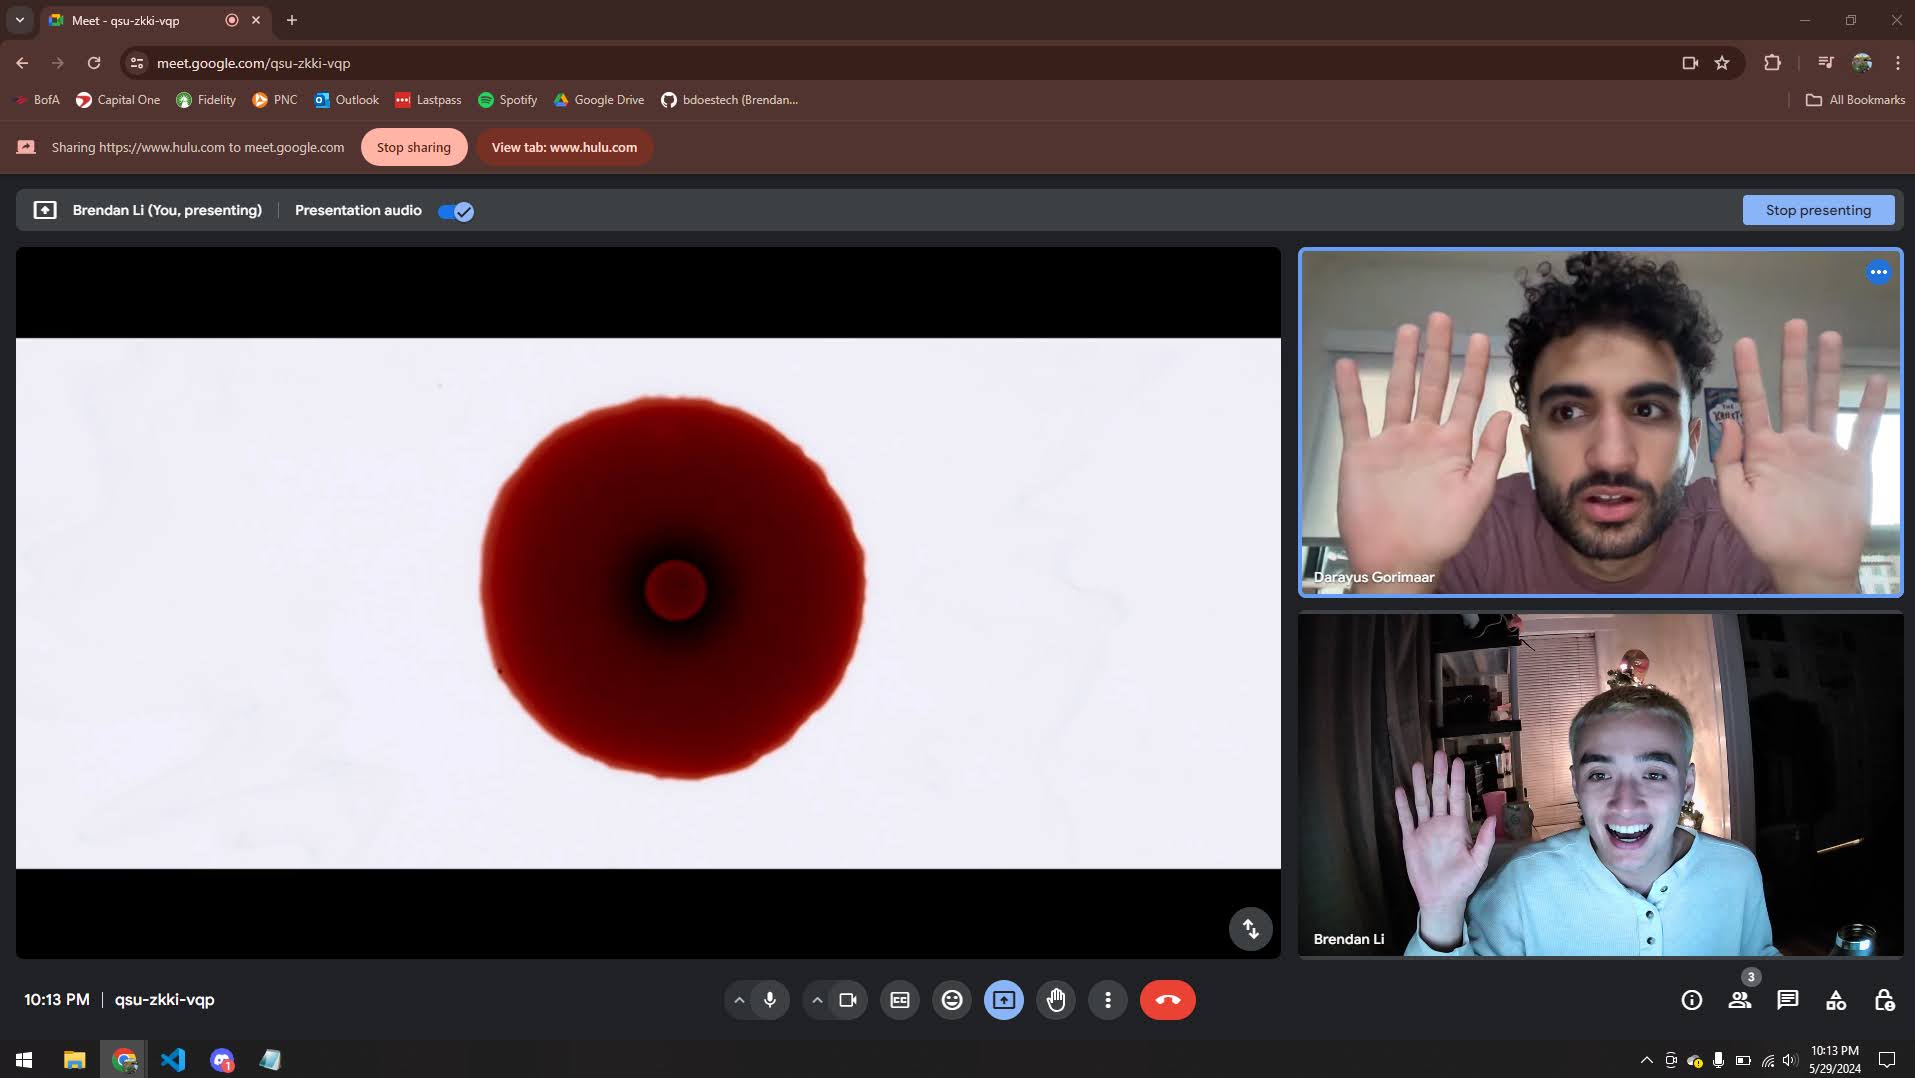 Meet - qsu-zkki-vqp
meet.google.com/qsu-zkki-vqp
BofA
Capital One
Fidelity
PNC
Outlook
Lastpass
Spotify
Google Drive
bdoestech (Brendan...
All Bookmarks
Sharing https://www.hulu.com to meet.google.com
Stop sharing
View tab: www.hulu.com
Brendan Li (You, presenting)
Presentation audio
Stop presenting
THE
Darayus Gorimaar
Brendan Li
10:13 PM
qsu-zkki-vqp
CC
3
1
10:13 PM
5/29/2024